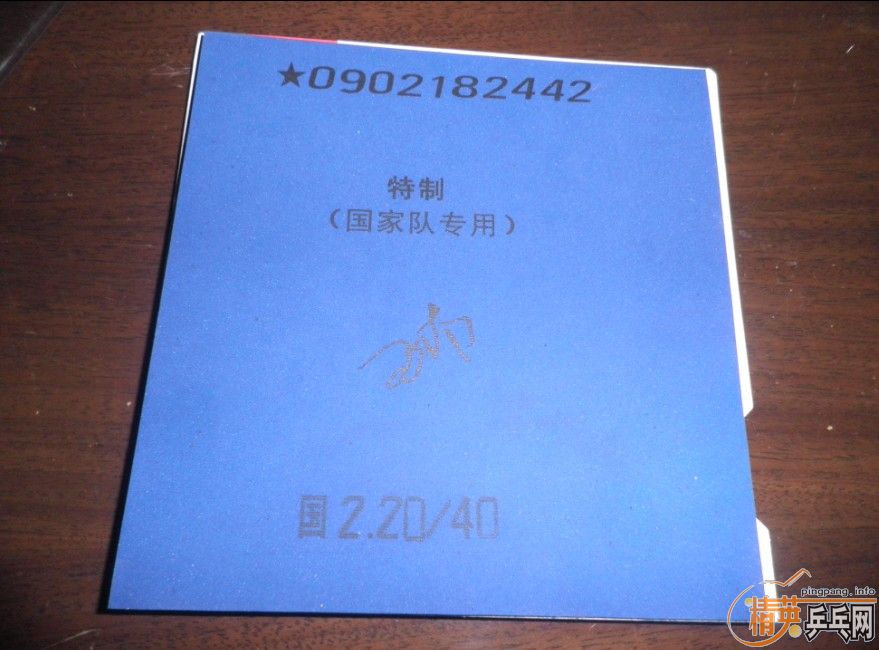 ★0902182442
特制
（国家队专用）
国2.20/40
pingpang.info
精英乒乓网